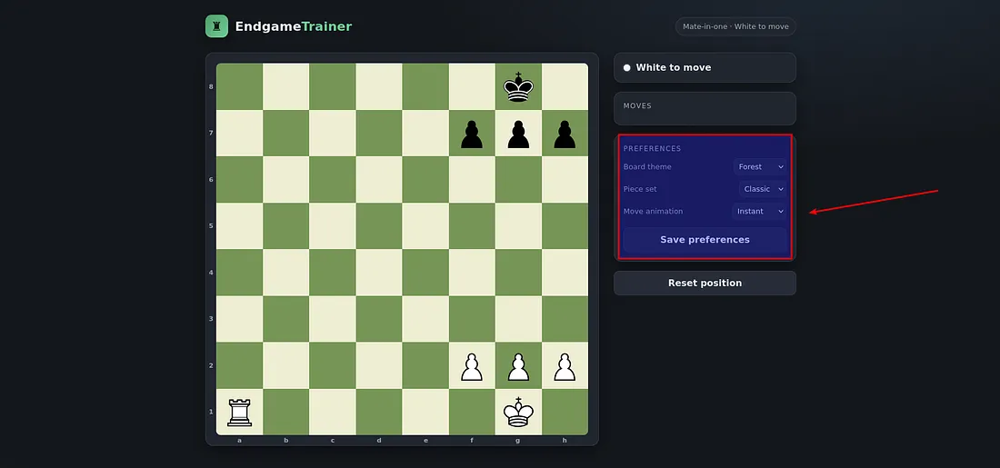 EndgameTrainer
Mate-in-one · White to move
8
7
6
5
4
3
2
1
a b c d e f g h
White to move
MOVES
PREFERENCES
Board theme Forest
Piece set Classic
Move animation Instant
Save preferences
Reset position